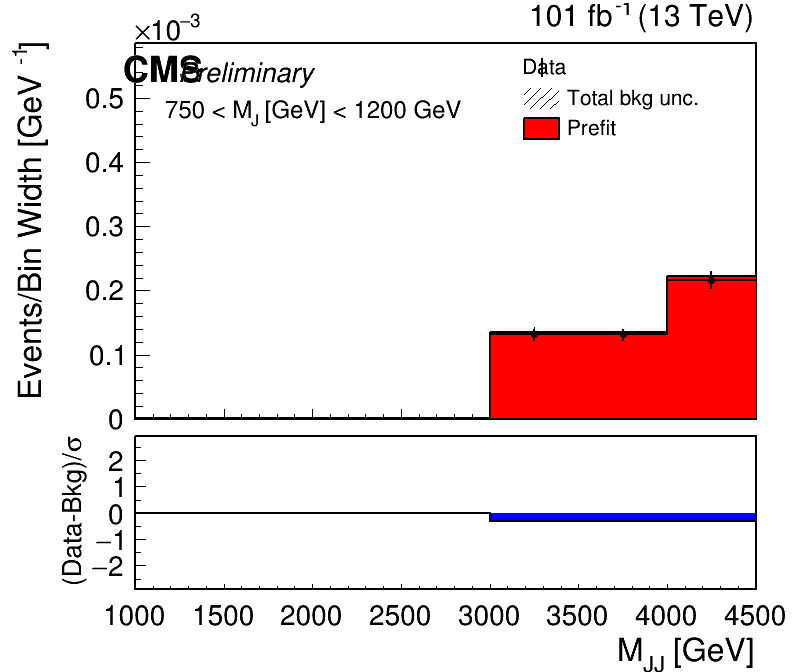 ×10⁻³
101 fb⁻¹ (13 TeV)
CMS Preliminary
750 < M_J [GeV] < 1200 GeV
Data
Total bkg unc.
Prefit
Events/Bin Width [GeV⁻¹]
0.5
0.4
0.3
0.2
0.1
0
(Data-Bkg)/σ
2
1
0
−1
−2
1000 1500 2000 2500 3000 3500 4000 4500
M_JJ [GeV]